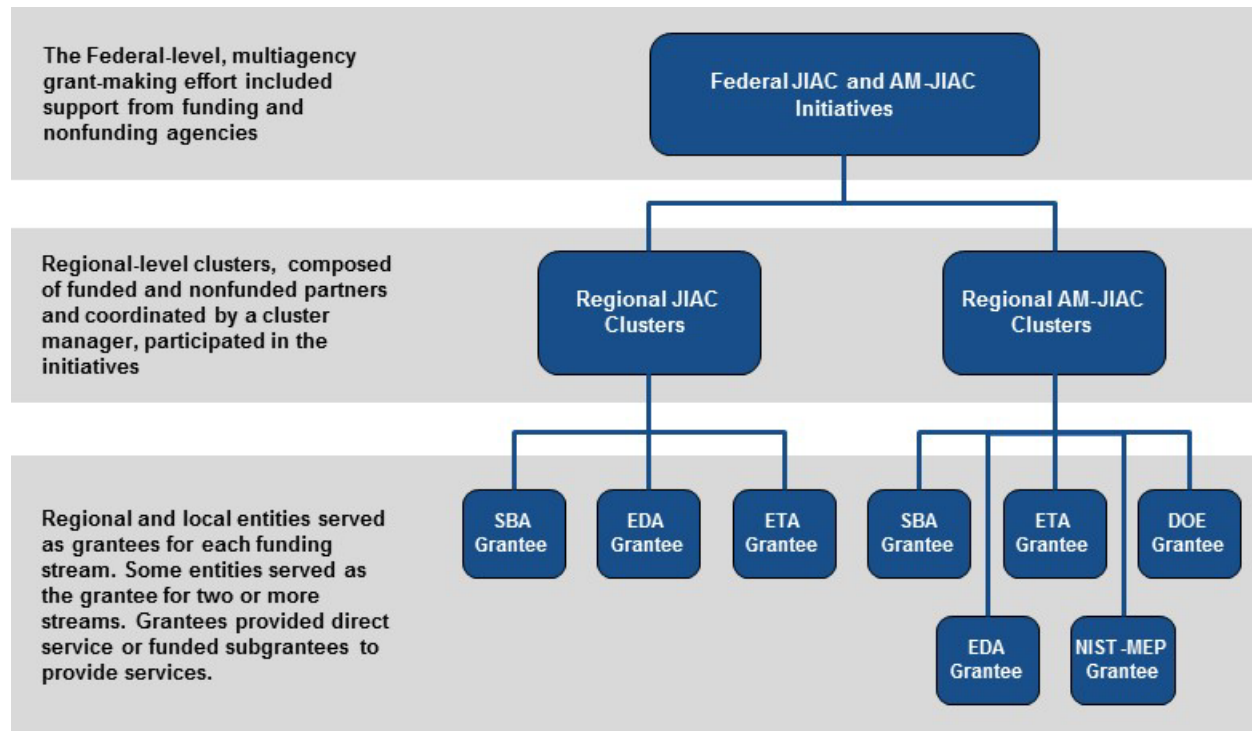 The Federal-level, multiagency
grant-making effort included
support from funding and
nonfunding agencies
Federal JIAC and AM-JIAC
Initiatives
Regional-level clusters, composed
of funded and nonfunded partners
and coordinated by a cluster
manager, participated in the
initiatives
Regional JIAC
Clusters
Regional AM-JIAC
Clusters
Regional and local entities served
as grantees for each funding
stream. Some entities served as
the grantee for two or more
streams. Grantees provided direct
service or funded subgrantees to
provide services.
SBA
Grantee
EDA
Grantee
ETA
Grantee
SBA
Grantee
ETA
Grantee
DOE
Grantee
EDA
Grantee
NIST-MEP
Grantee